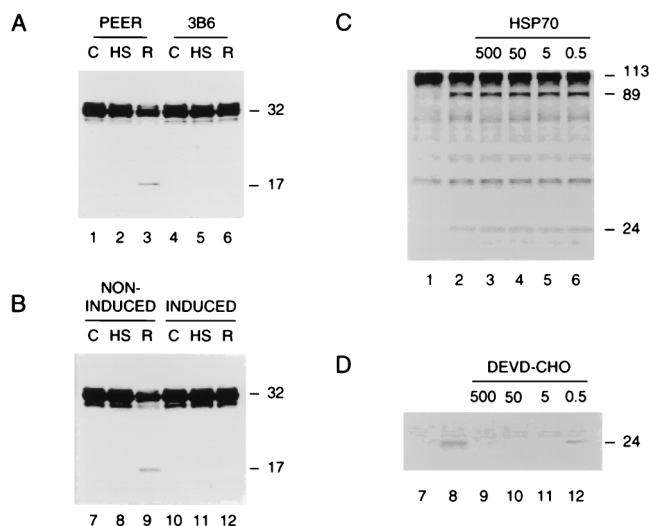 A
PEER 3B6
C HS R C HS R
32
17
1 2 3 4 5 6
B
NON-
INDUCED INDUCED
C HS R C HS R
32
17
7 8 9 10 11 12
C
HSP70
500 50 5 0.5
113
89
24
1 2 3 4 5 6
D
DEVD-CHO
500 50 5 0.5
24
7 8 9 10 11 12